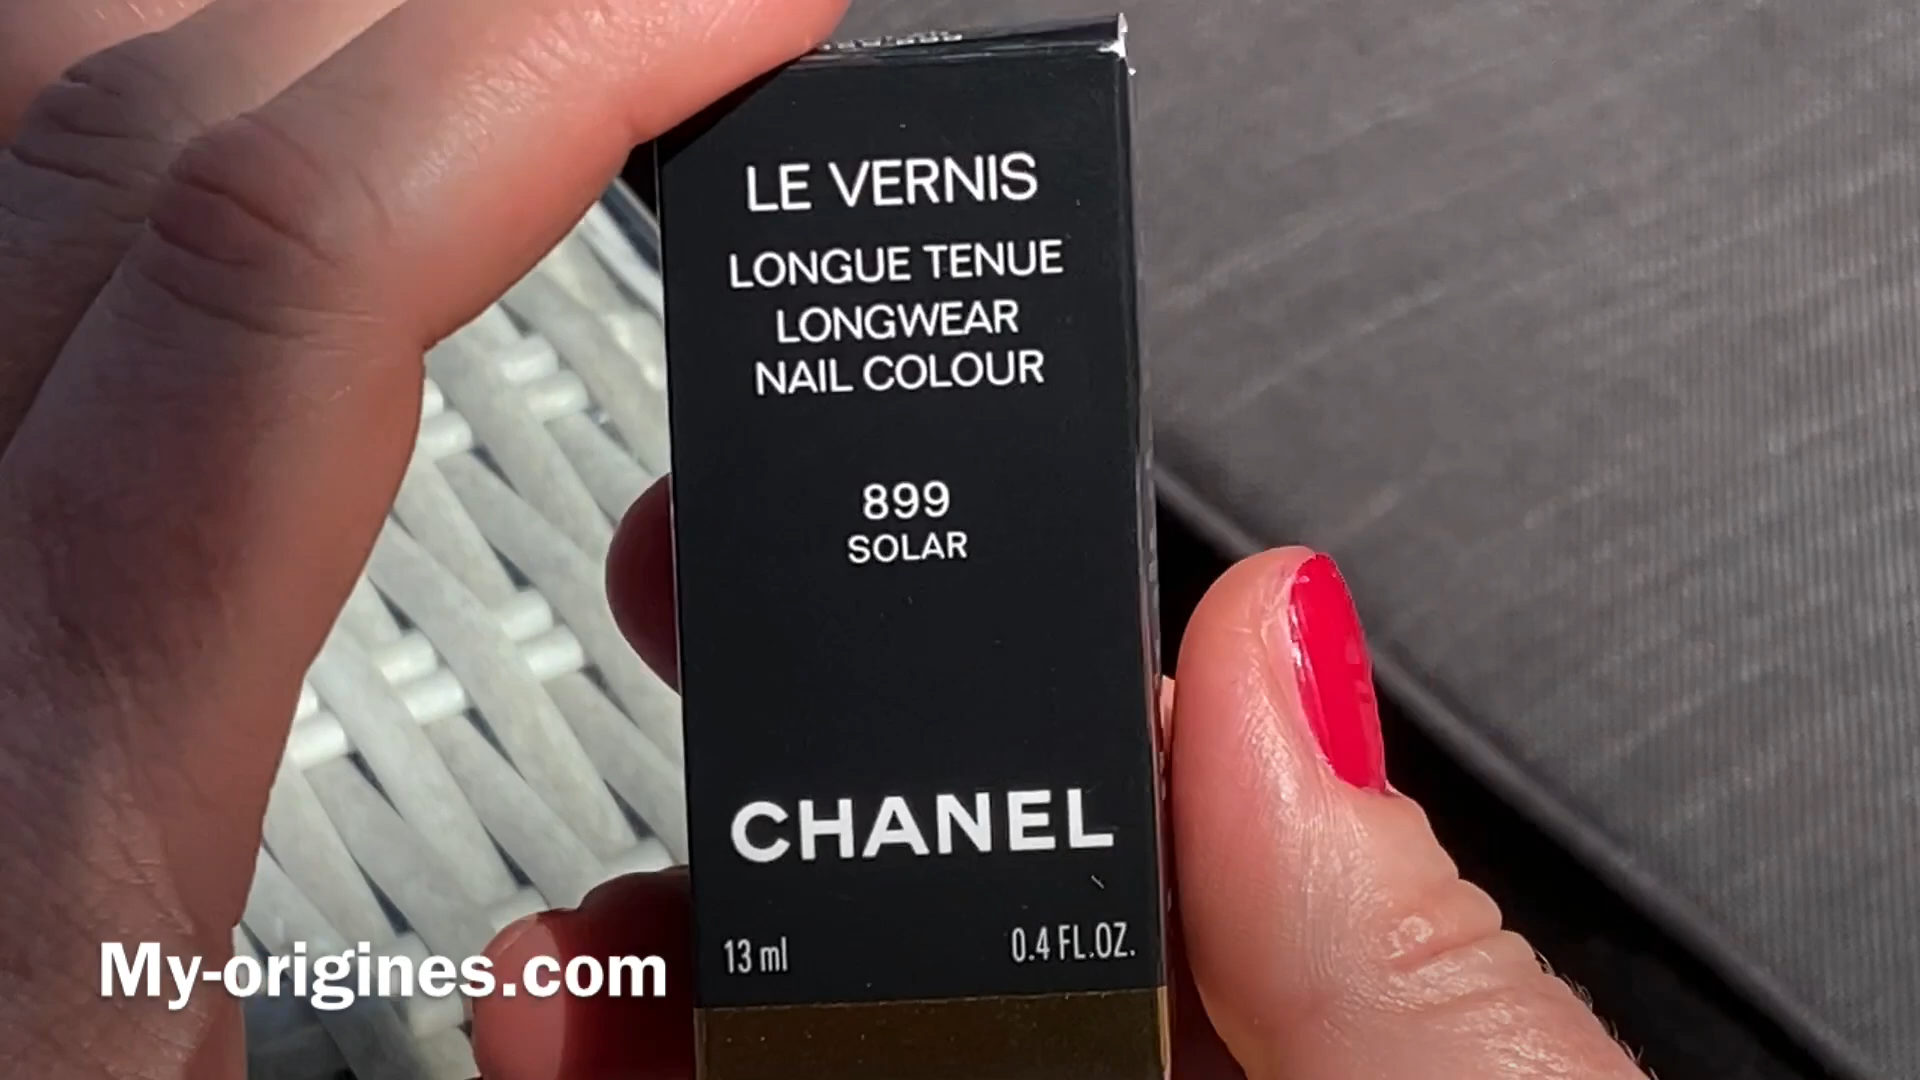 LE VERNIS
LONGUE TENUE
LONGWEAR
NAIL COLOUR
899
SOLAR
CHANEL
13 ml 0.4 FL.OZ.
My-origines.com